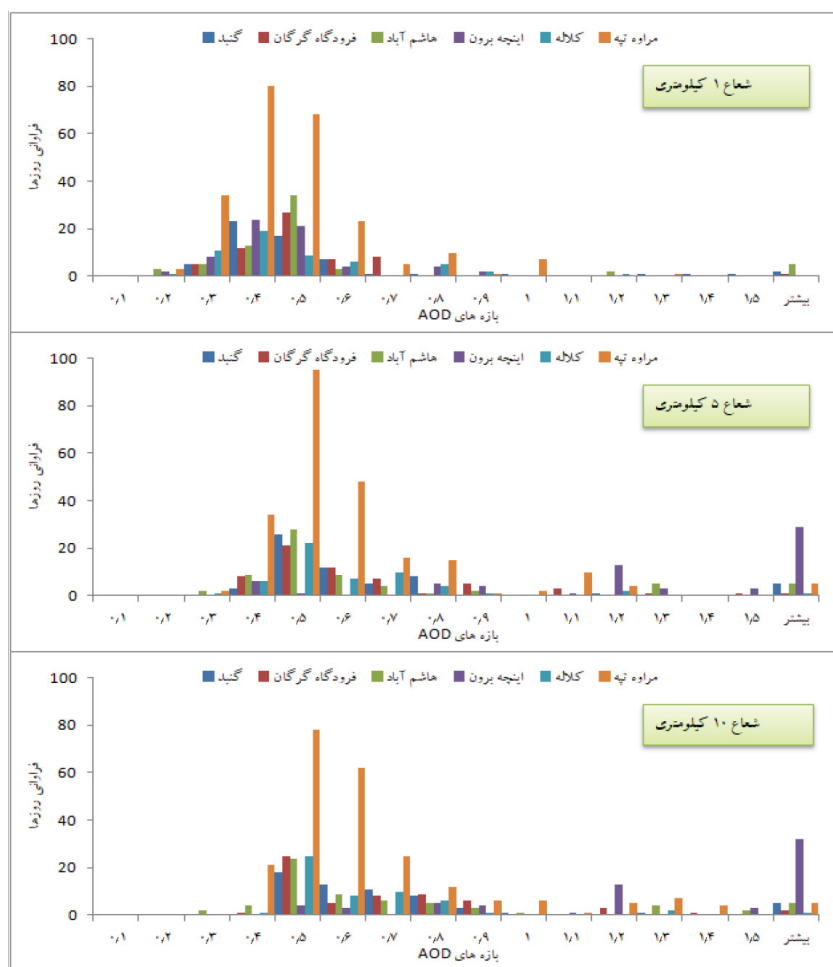 گنبد فرودگاه گرگان هاشم آباد اینچه برون کلاله مراوه تپه
شعاع ۱ کیلومتری
فراوانی روزها
100
80
60
40
20
0
۰٫۱ ۰٫۲ ۰٫۳ ۰٫۴ ۰٫۵ ۰٫۶ ۰٫۷ ۰٫۸ ۰٫۹ ۱ ۱٫۱ ۱٫۲ ۱٫۳ ۱٫۴ ۱٫۵ بیشتر
بازه های AOD
گنبد فرودگاه گرگان هاشم آباد اینچه برون کلاله مراوه تپه
شعاع ۵ کیلومتری
فراوانی روزها
100
80
60
40
20
0
۰٫۱ ۰٫۲ ۰٫۳ ۰٫۴ ۰٫۵ ۰٫۶ ۰٫۷ ۰٫۸ ۰٫۹ ۱ ۱٫۱ ۱٫۲ ۱٫۳ ۱٫۴ ۱٫۵ بیشتر
بازه های AOD
گنبد فرودگاه گرگان هاشم آباد اینچه برون کلاله مراوه تپه
شعاع ۱۰ کیلومتری
فراوانی روزها
100
80
60
40
20
0
۰٫۱ ۰٫۲ ۰٫۳ ۰٫۴ ۰٫۵ ۰٫۶ ۰٫۷ ۰٫۸ ۰٫۹ ۱ ۱٫۱ ۱٫۲ ۱٫۳ ۱٫۴ ۱٫۵ بیشتر
بازه های AOD